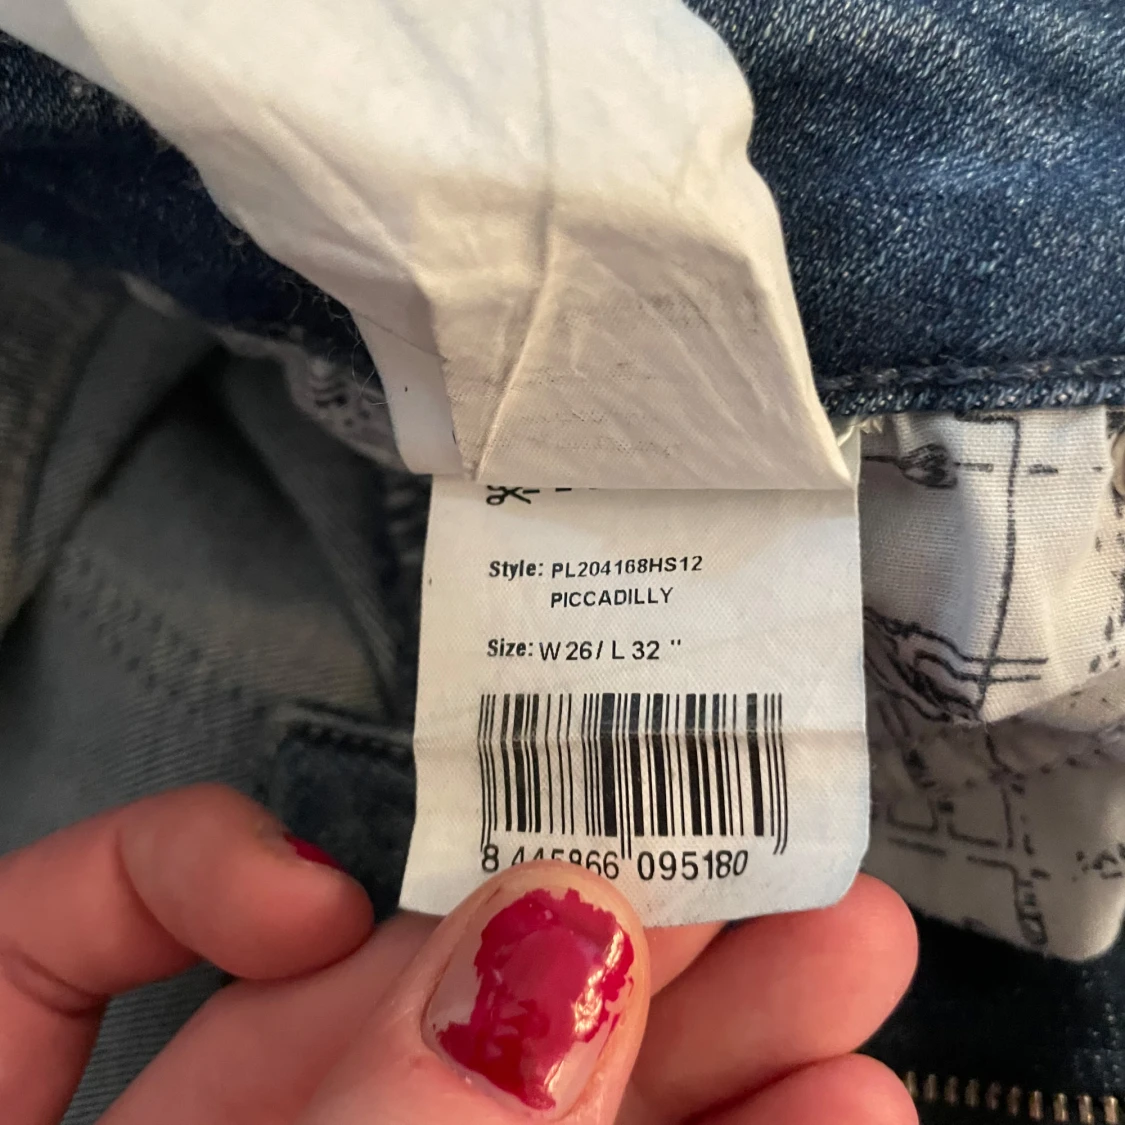 Style: PL204168HS12
PICCADILLY
Size: W 26 / L 32 "
8 445866 095180